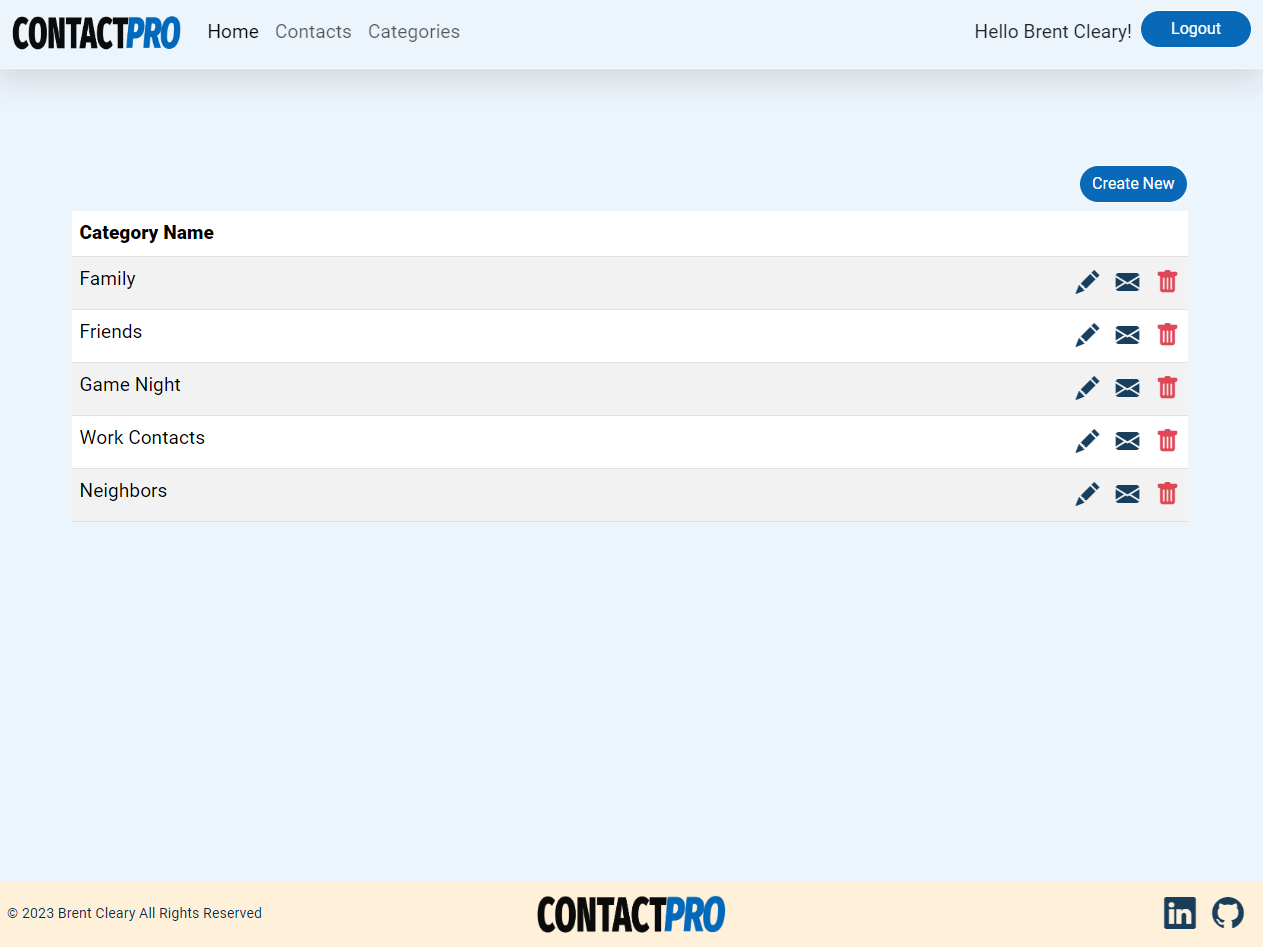 CONTACTPRO Home Contacts Categories Hello Brent Cleary! Logout
Create New
Category Name
Family
Friends
Game Night
Work Contacts
Neighbors
© 2023 Brent Cleary All Rights Reserved CONTACTPRO in